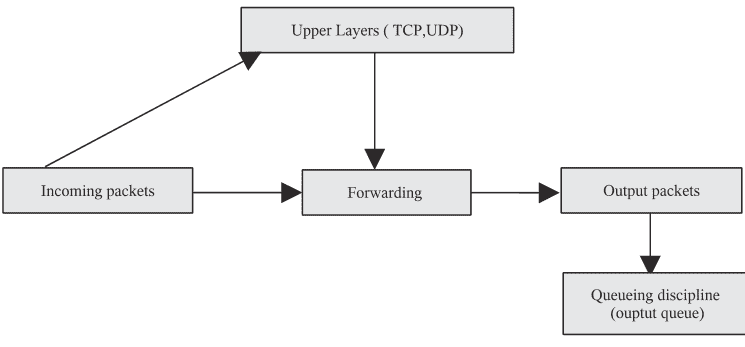 Upper Layers ( TCP,UDP)
Incoming packets
Forwarding
Output packets
Queueing discipline
(ouptut queue)